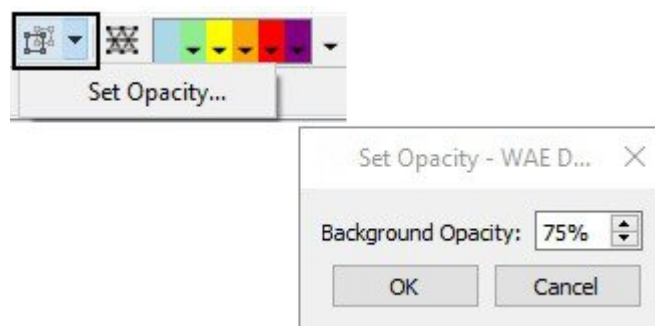 Set Opacity...
Set Opacity - WAE D...
Background Opacity: 75%
OK Cancel